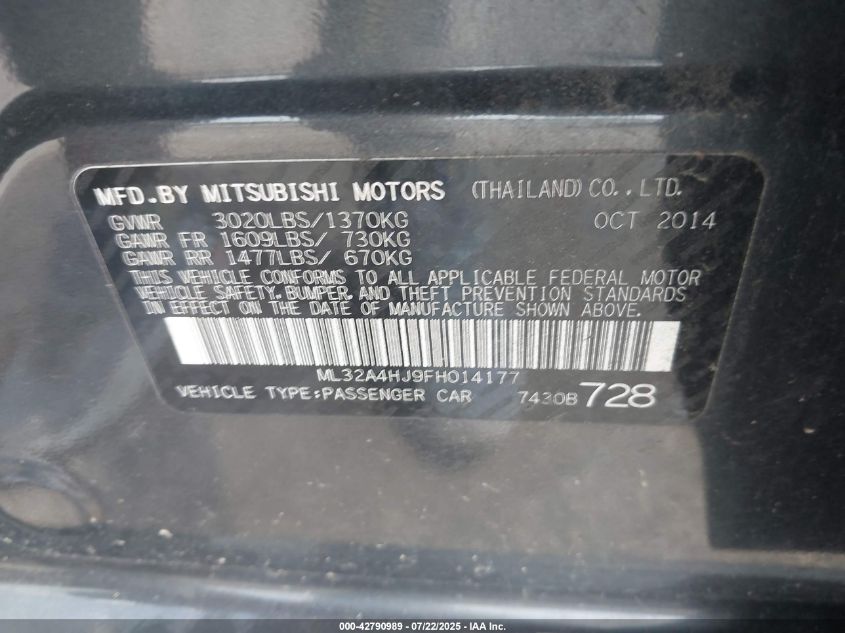 MFD.BY MITSUBISHI MOTORS (THAILAND) CO.,LTD.
GVWR 3020LBS/1370KG OCT 2014
GAWR FR 1609LBS/ 730KG
GAWR RR 1477LBS/ 670KG
THIS VEHICLE CONFORMS TO ALL APPLICABLE FEDERAL MOTOR
VEHICLE SAFETY, BUMPER, AND THEFT PREVENTION STANDARDS
IN EFFECT ON THE DATE OF MANUFACTURE SHOWN ABOVE.
ML32A4HJ9FH014177
VEHICLE TYPE:PASSENGER CAR 7430B 728
000-42790989 - 07/22/2025 - IAA Inc.